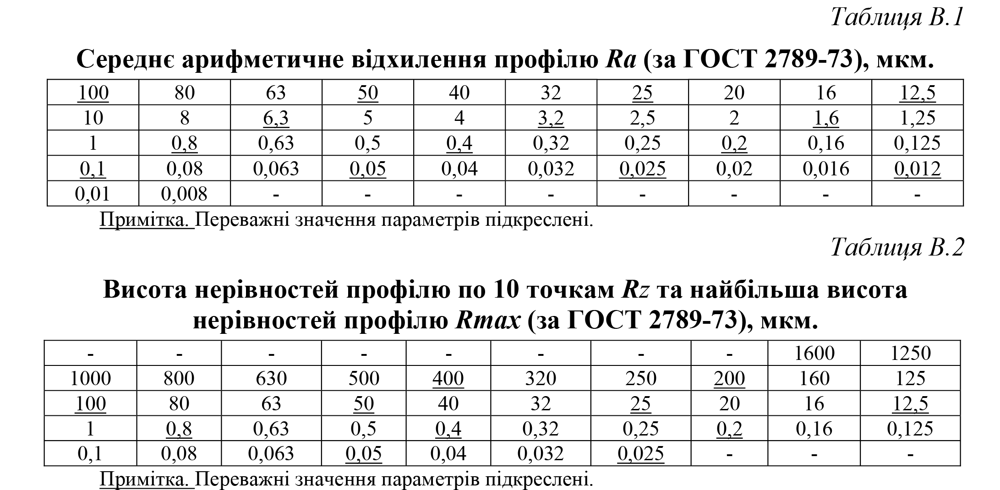 Таблиця В.1
Середнє арифметичне відхилення профілю Ra (за ГОСТ 2789-73), мкм.
100 80 63 50 40 32 25 20 16 12,5
10 8 6,3 5 4 3,2 2,5 2 1,6 1,25
1 0,8 0,63 0,5 0,4 0,32 0,25 0,2 0,16 0,125
0,1 0,08 0,063 0,05 0,04 0,032 0,025 0,02 0,016 0,012
0,01 0,008 - - - - - - - -
Примітка. Переважні значення параметрів підкреслені.
Таблиця В.2
Висота нерівностей профілю по 10 точкам Rz та найбільша висота
нерівностей профілю Rmax (за ГОСТ 2789-73), мкм.
- - - - - - - - 1600 1250
1000 800 630 500 400 320 250 200 160 125
100 80 63 50 40 32 25 20 16 12,5
1 0,8 0,63 0,5 0,4 0,32 0,25 0,2 0,16 0,125
0,1 0,08 0,063 0,05 0,04 0,032 0,025 - - -
Примітка. Переважні значення параметрів підкреслені.